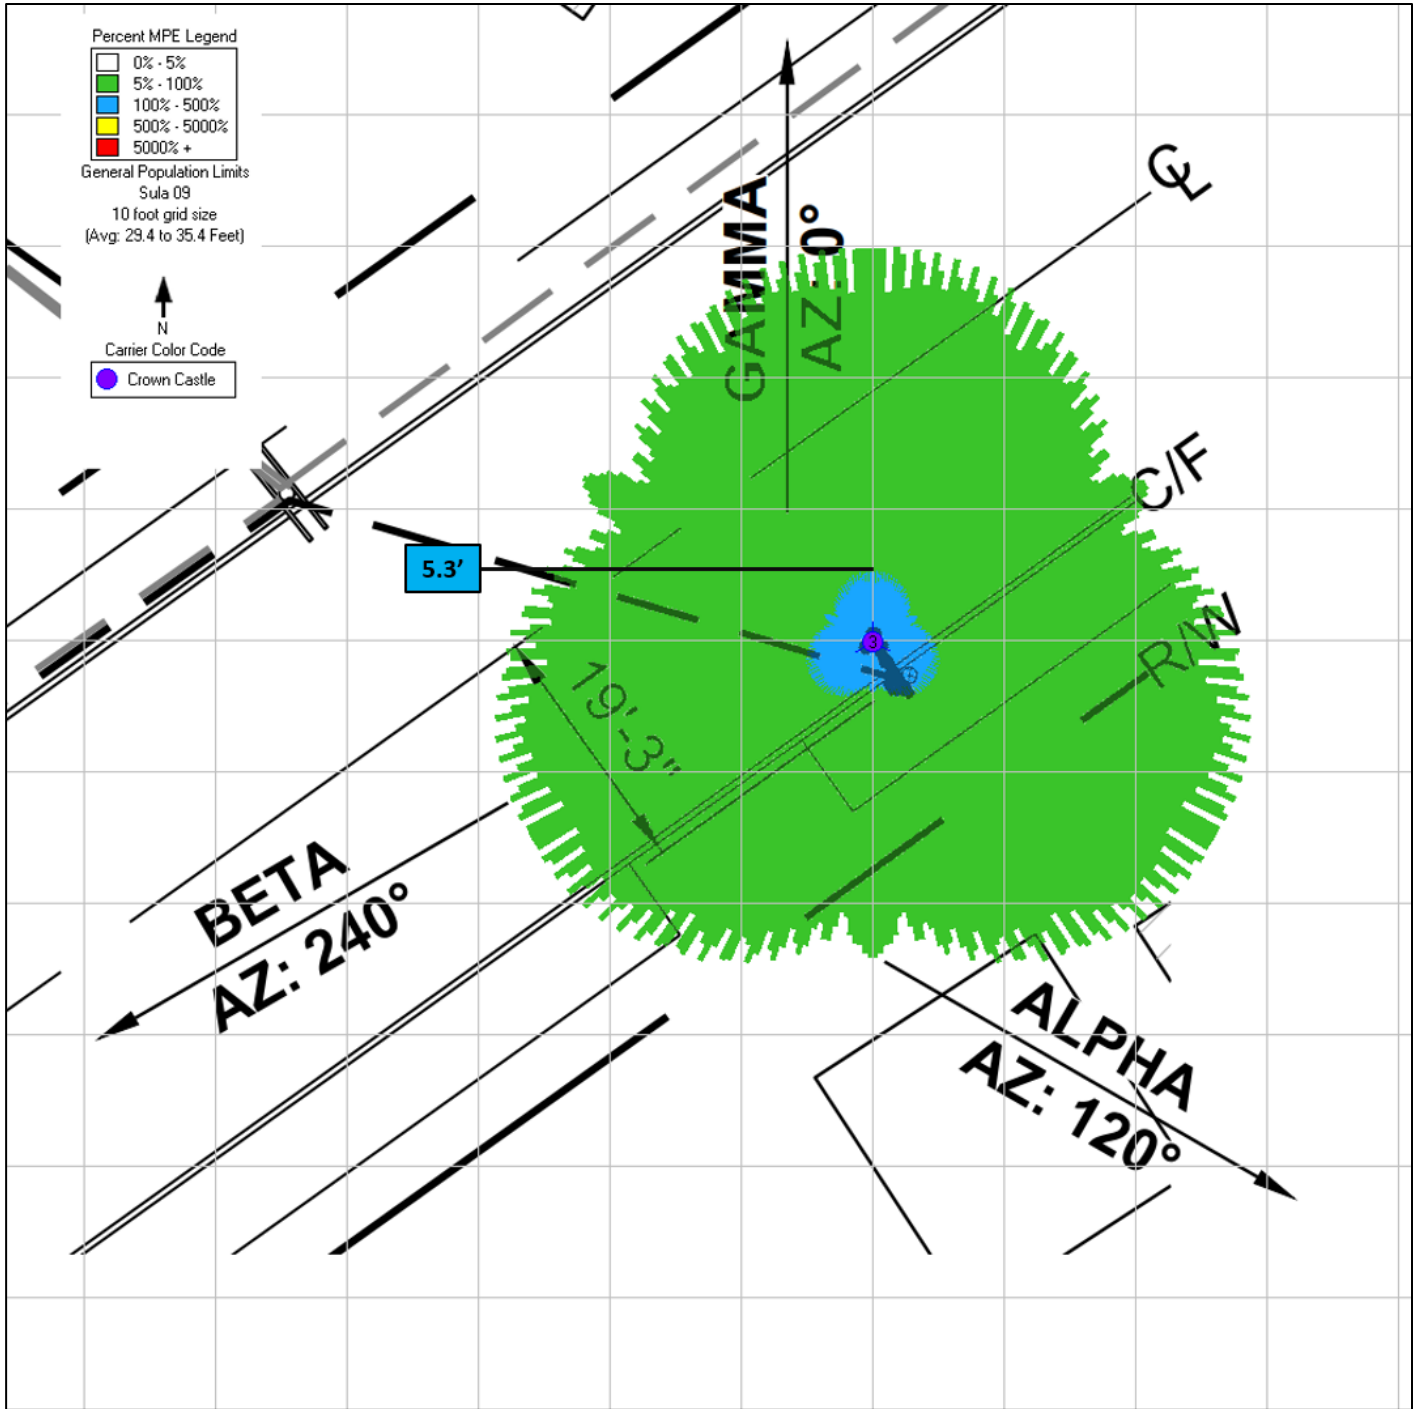 Percent MPE Legend
0% - 5%
5% - 100%
100% - 500%
500% - 5000%
5000% +
General Population Limits
Sula 09
10 foot grid size
(Avg: 29.4 to 35.4 Feet)
N
Carrier Color Code
Crown Castle
GAMMA
AZ: 0°
CL
C/F
R/W
5.3’
3
19'-3"
BETA
AZ: 240°
ALPHA
AZ: 120°